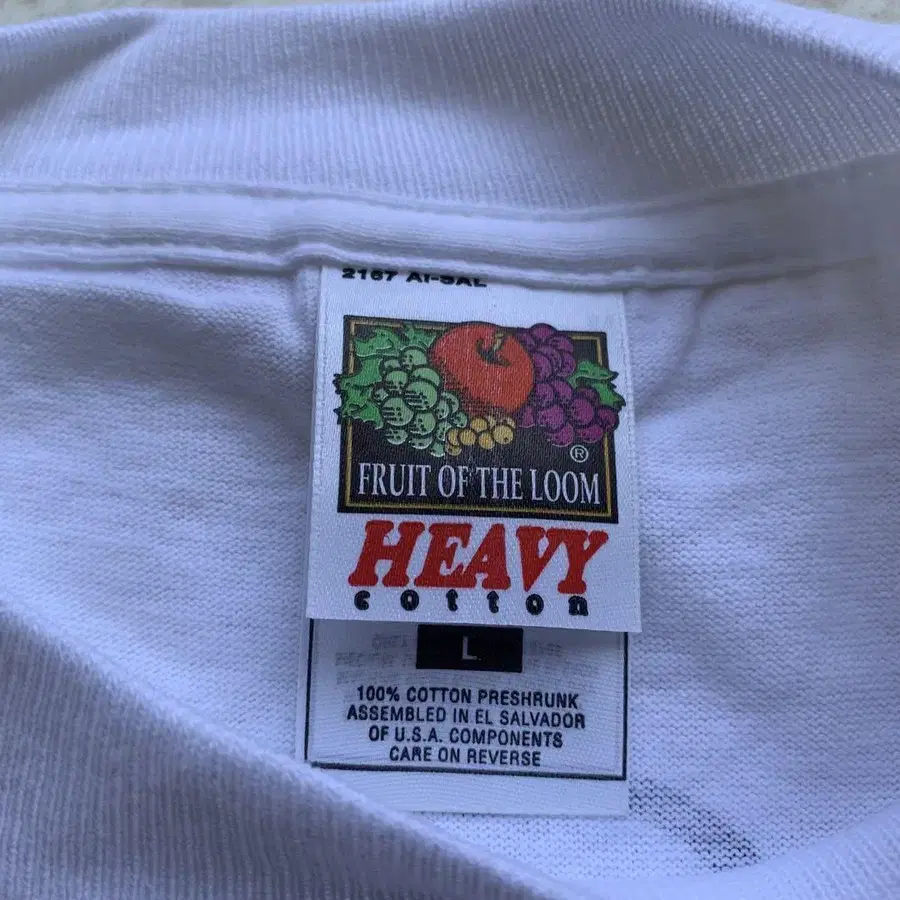 2167 AI-SAL
®
FRUIT OF THE LOOM
HEAVY
cotton
L
100% COTTON PRESHRUNK
ASSEMBLED IN EL SALVADOR
OF U.S.A. COMPONENTS
CARE ON REVERSE